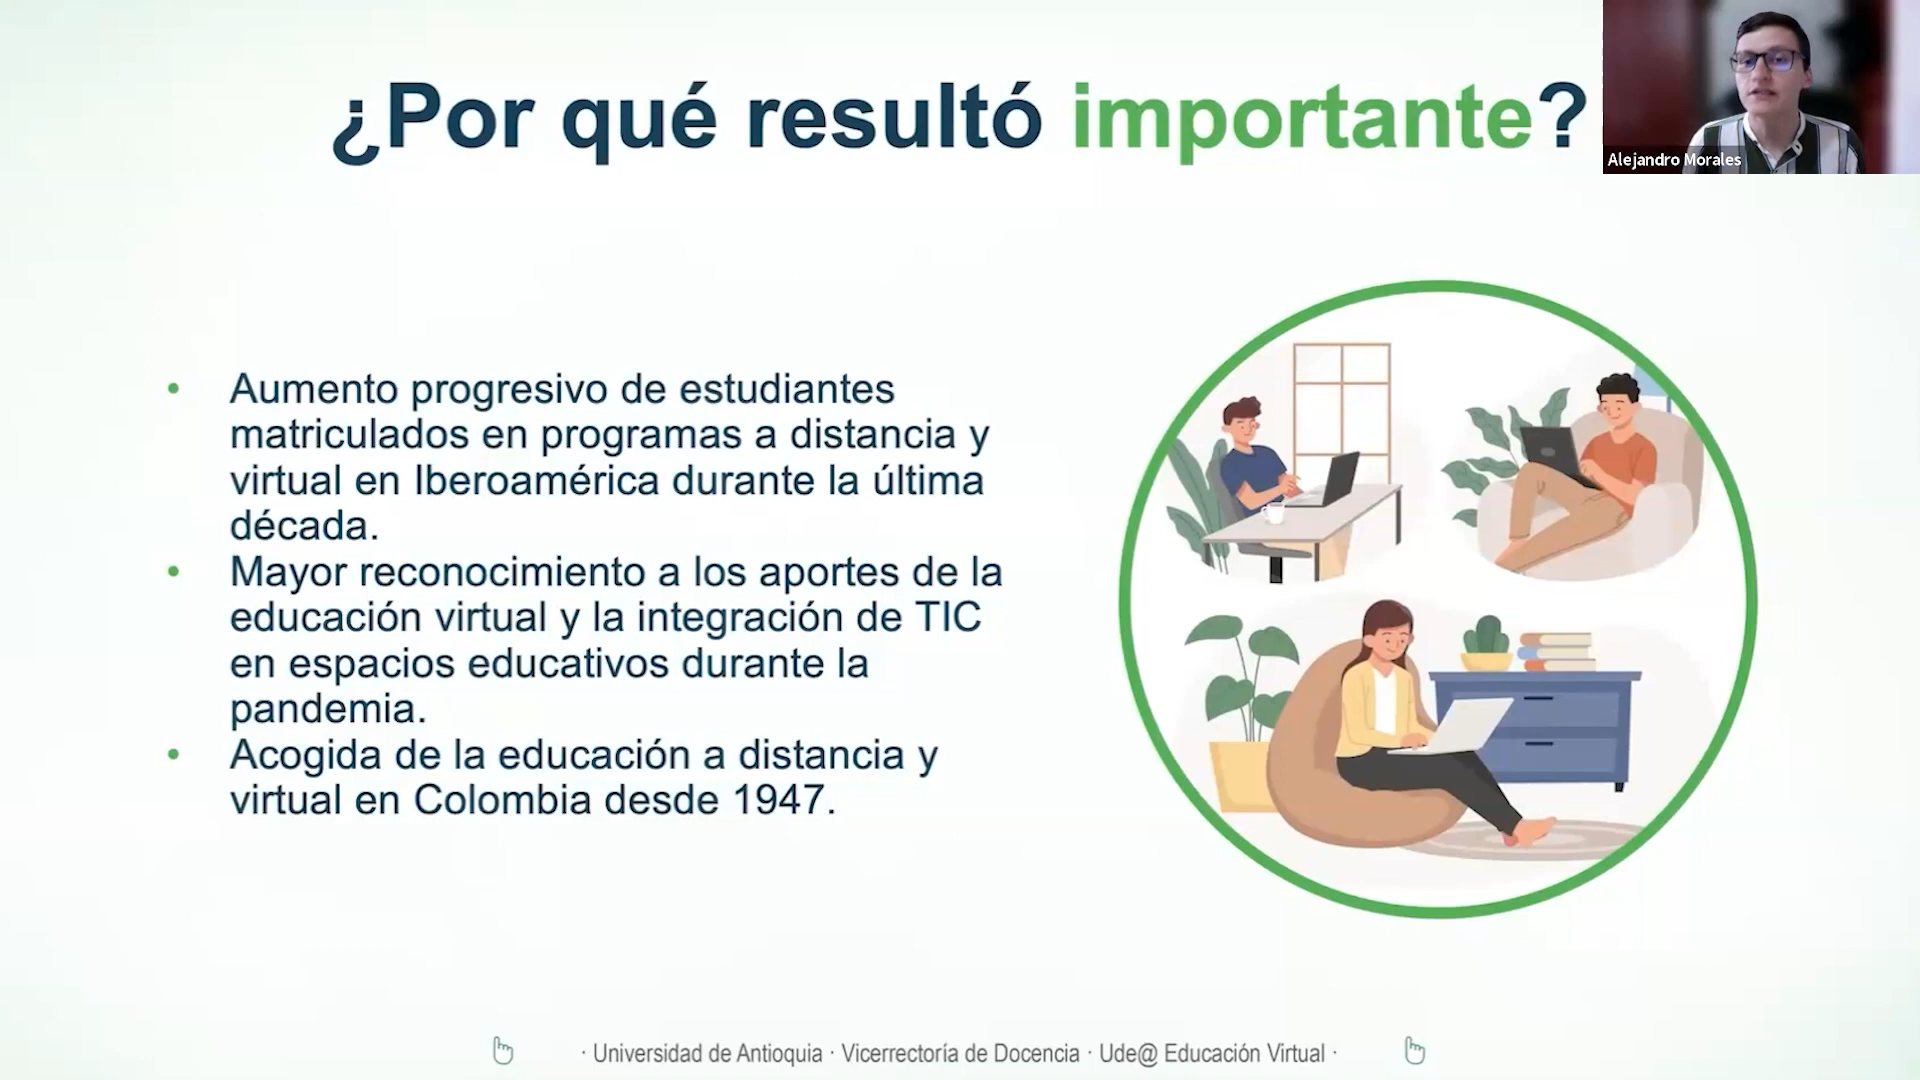 ¿Por qué resultó importante?
Alejandro Morales
• Aumento progresivo de estudiantes
matriculados en programas a distancia y
virtual en Iberoamérica durante la última
década.
• Mayor reconocimiento a los aportes de la
educación virtual y la integración de TIC
en espacios educativos durante la
pandemia.
• Acogida de la educación a distancia y
virtual en Colombia desde 1947.
· Universidad de Antioquia · Vicerrectoría de Docencia · Ude@ Educación Virtual ·